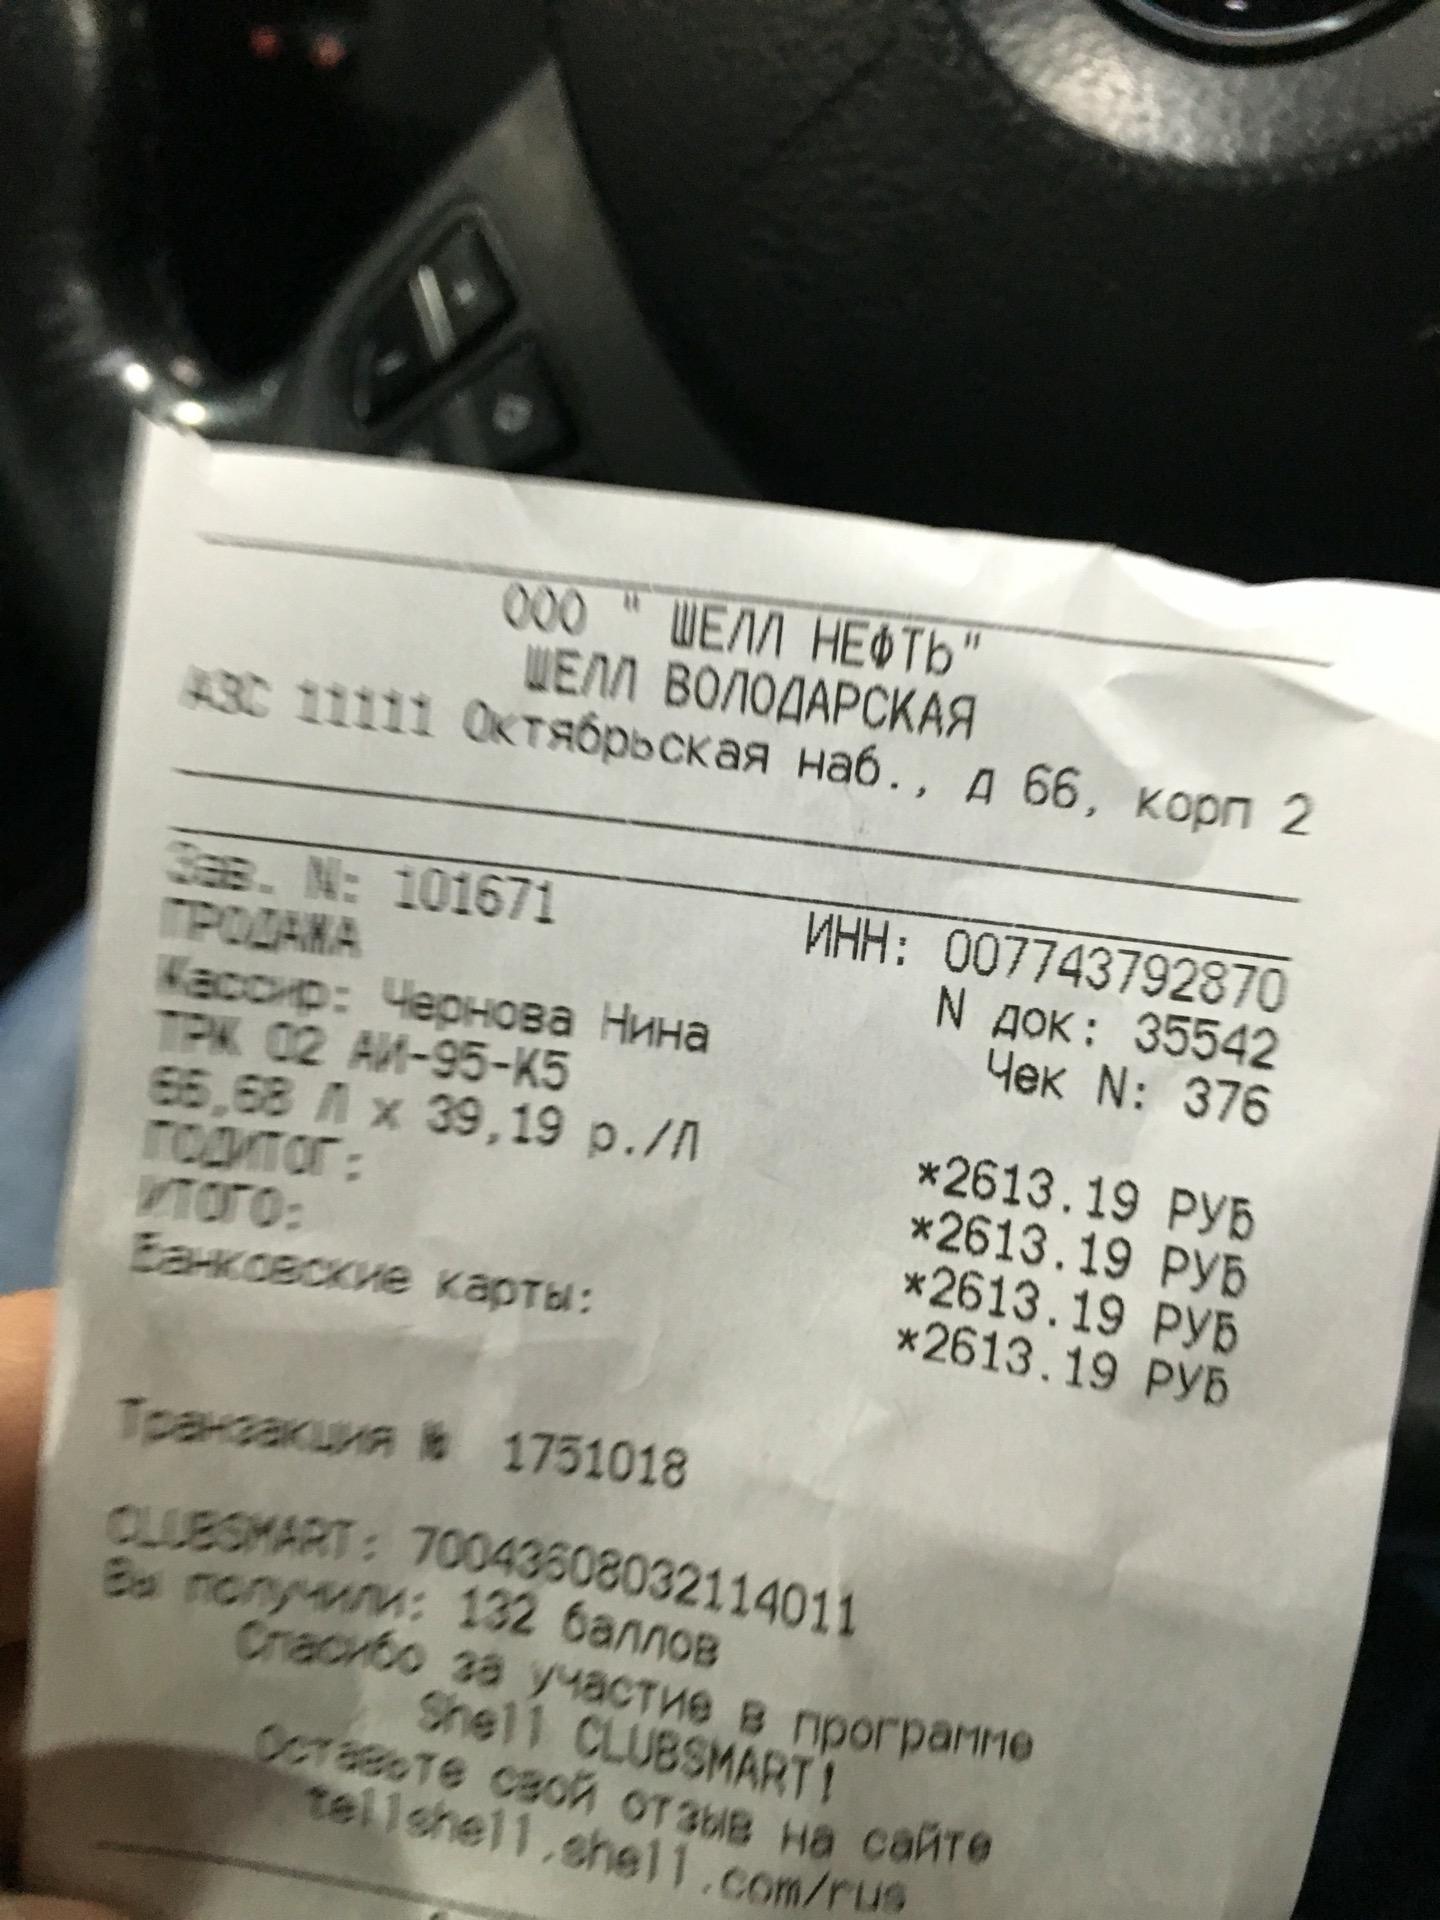 ООО " ШЕЛЛ НЕФТЬ"
ШЕЛЛ ВОЛОДАРСКАЯ
АЗС 11111 Октябрьская наб., д 66, корп 2
Зав. N: 101671 ИНН: 007743792870
ПРОДАЖА N док: 35542
Кассир: Чернова Нина Чек N: 376
ТРК 02 АИ-95-К5
66,68 Л х 39,19 р./Л *2613.19 РУБ
ПОДИТОГ: *2613.19 РУБ
ИТОГО: *2613.19 РУБ
Банковские карты: *2613.19 РУБ
Транзакция № 1751018
CLUBSMART: 70043608032114011
Вы получили: 132 баллов
Спасибо за участие в программе
Shell CLUBSMART!
Оставьте свой отзыв на сайте
tellshell.shell.com/rus